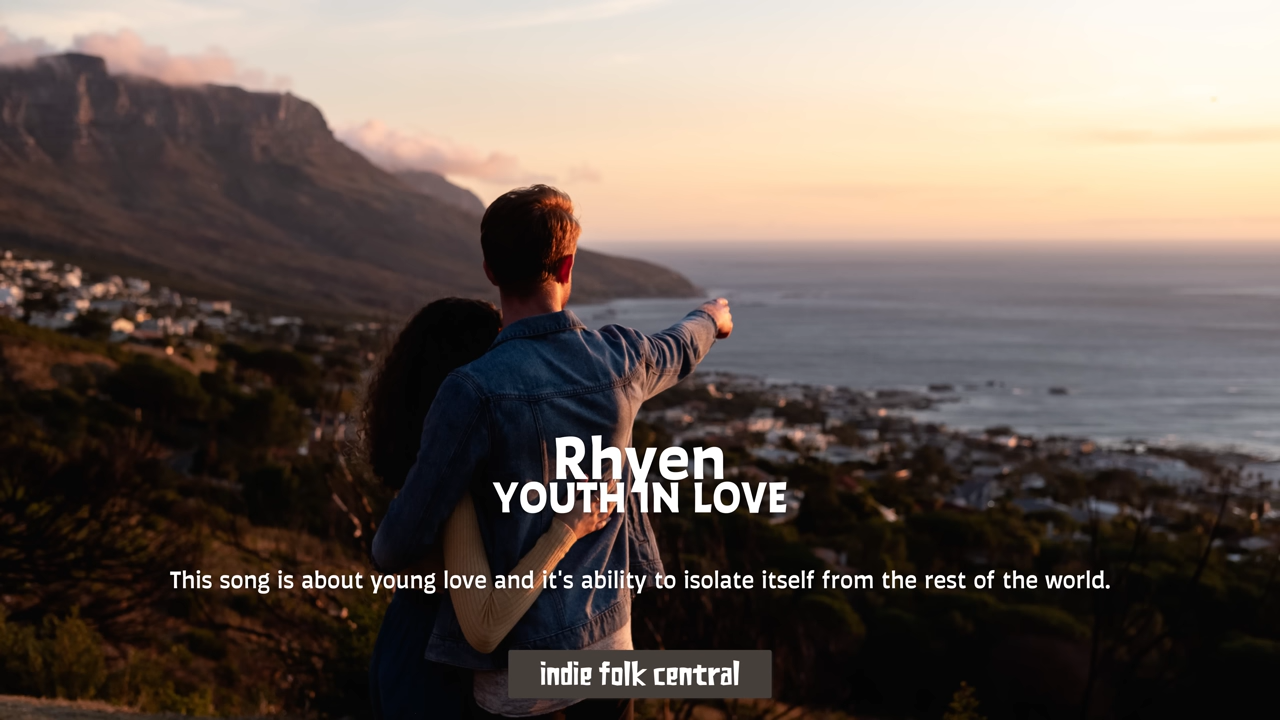 Rhyen
YOUTH IN LOVE
This song is about young love and it's ability to isolate itself from the rest of the world.
indie folk central